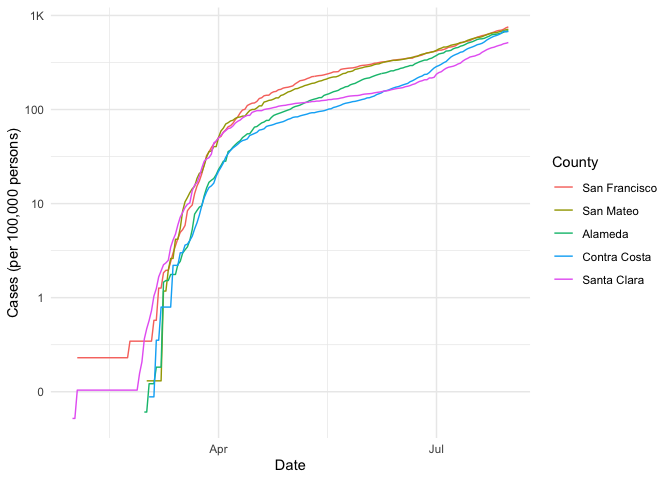 1K
100
10
1
0
Cases (per 100,000 persons)
Apr
Jul
Date
County
San Francisco
San Mateo
Alameda
Contra Costa
Santa Clara